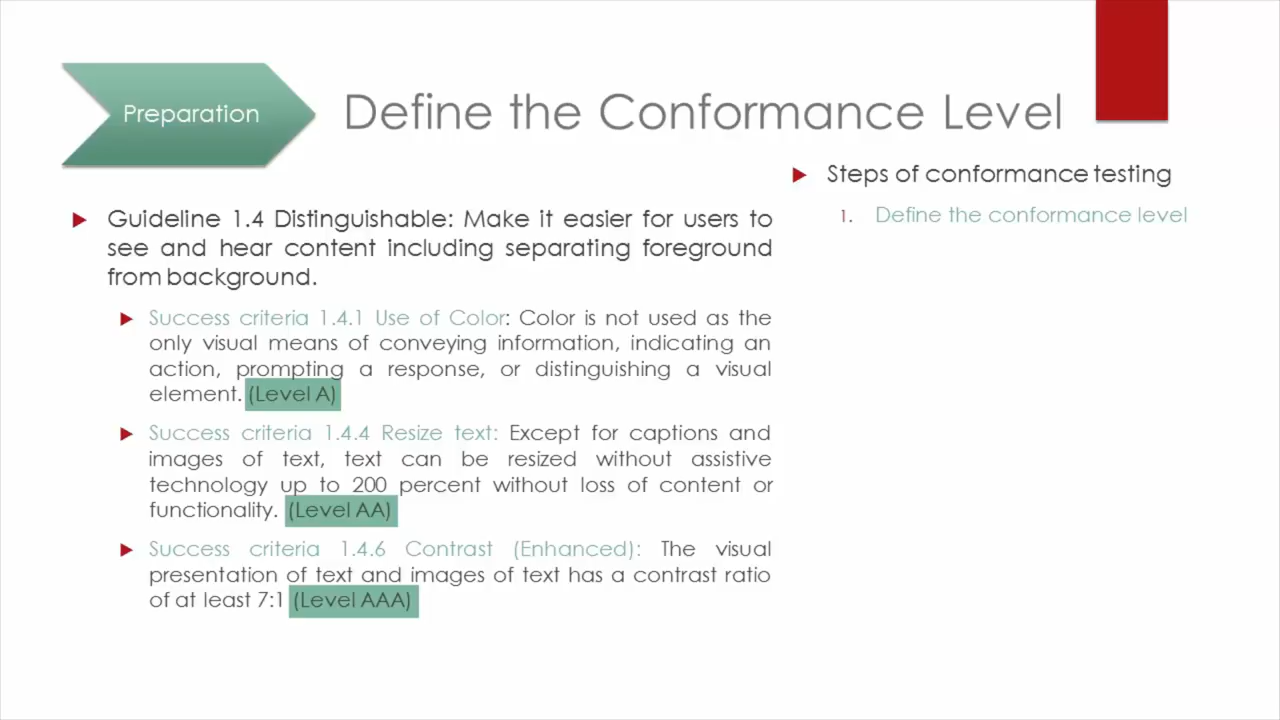 Preparation
Define the Conformance Level
Guideline 1.4 Distinguishable: Make it easier for users to
see and hear content including separating foreground
from background.
Success criteria 1.4.1 Use of Color: Color is not used as the
only visual means of conveying information, indicating an
action, prompting a response, or distinguishing a visual
element. (Level A)
Success criteria 1.4.4 Resize text: Except for captions and
images of text, text can be resized without assistive
technology up to 200 percent without loss of content or
functionality. (Level AA)
Success criteria 1.4.6 Contrast (Enhanced): The visual
presentation of text and images of text has a contrast ratio
of at least 7:1 (Level AAA)
Steps of conformance testing
1. Define the conformance level